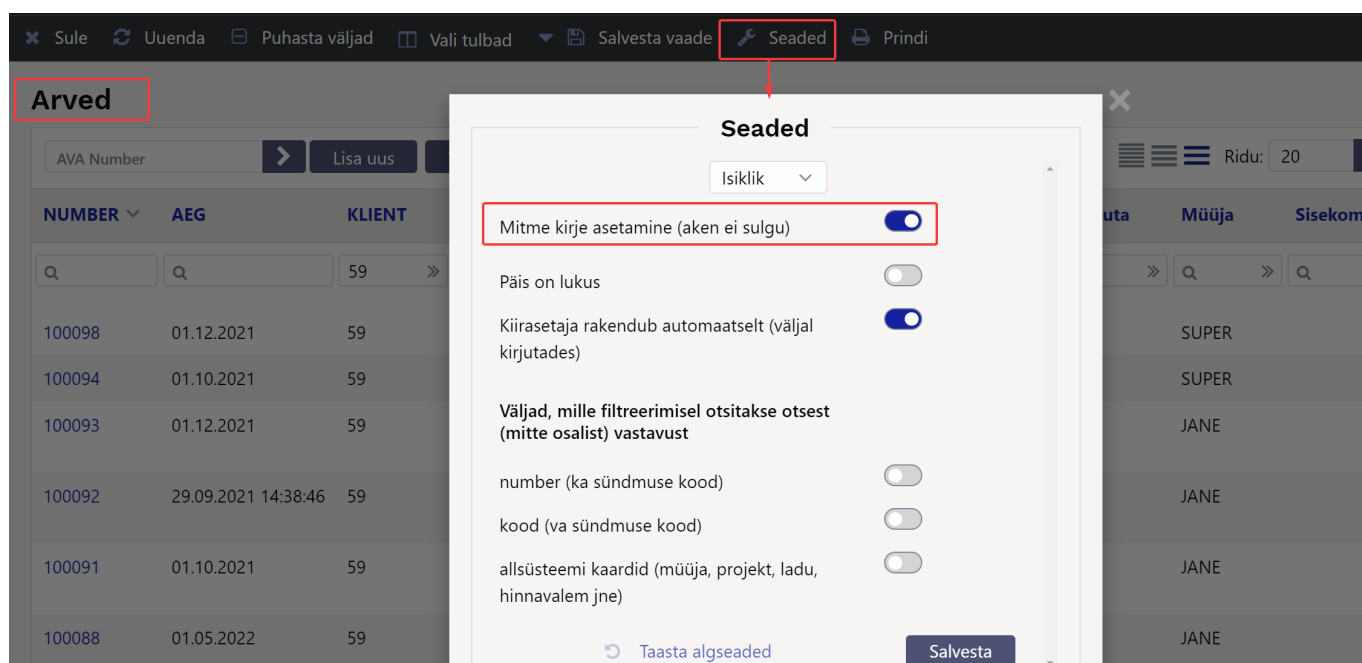 Sule Uuenda Puhasta väljad Vali tulbad Salvesta vaade Seaded Prindi
Arved
AVA Number Lisa uus Ridu: 20
NUMBER AEG KLIENT uta Müüja Sisekom
59
100098 01.12.2021 59 SUPER
100094 01.10.2021 59 SUPER
100093 01.12.2021 59 JANE
100092 29.09.2021 14:38:46 59 JANE
100091 01.10.2021 59 JANE
100088 01.05.2022 59 JANE
Seaded
Isiklik
Mitme kirje asetamine (aken ei sulgu)
Päis on lukus
Kiirasetaja rakendub automaatselt (väljal
kirjutades)
Väljad, mille filtreerimisel otsitakse otsest
(mitte osalist) vastavust
number (ka sündmuse kood)
kood (va sündmuse kood)
allsüsteemi kaardid (müüja, projekt, ladu,
hinnavalem jne)
Taasta algseaded Salvesta